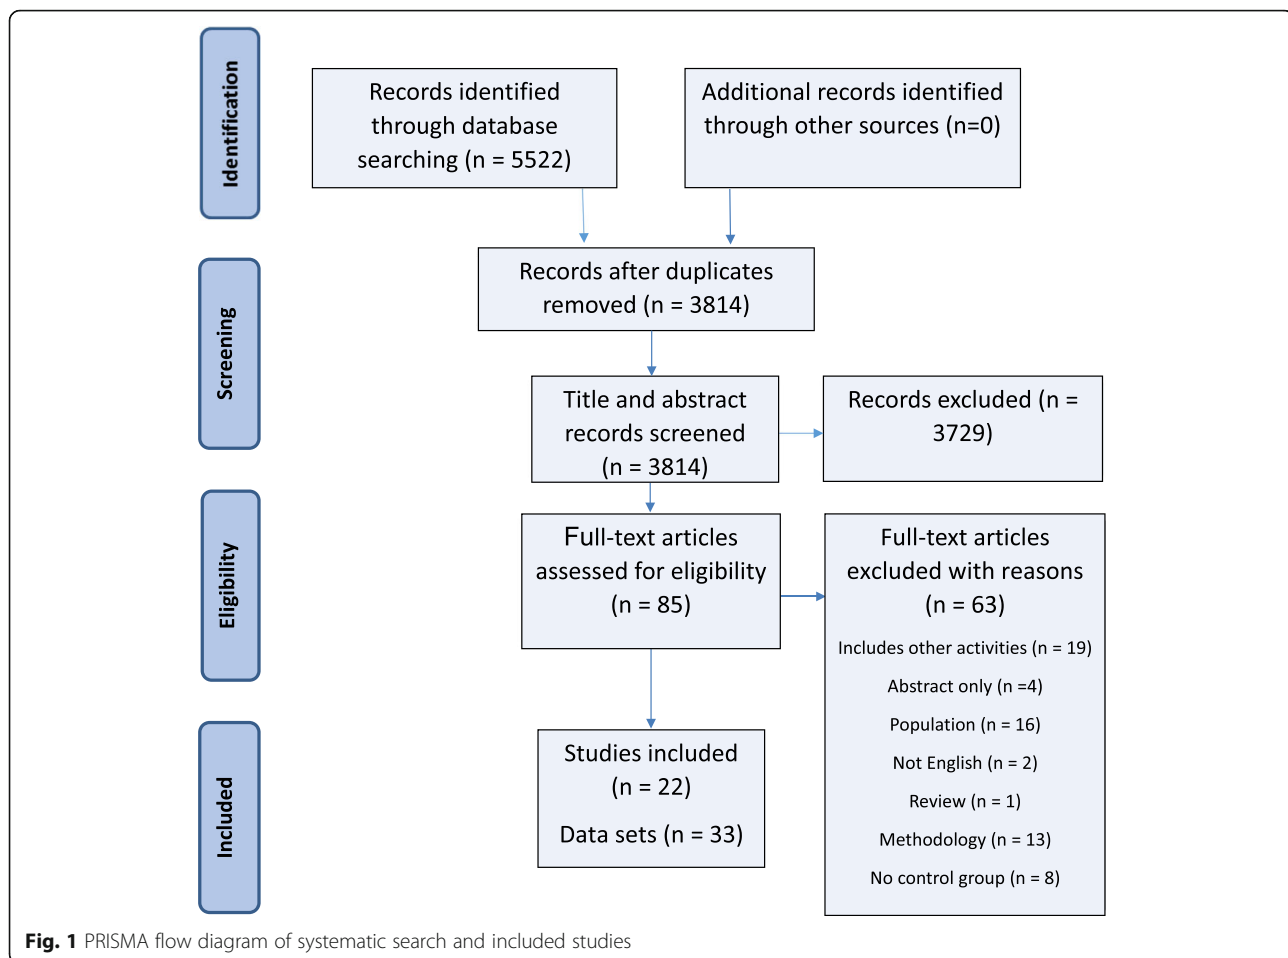 Identification
Records identified
through database
searching (n = 5522)
Additional records identified
through other sources (n=0)
Screening
Records after duplicates
removed (n = 3814)
Title and abstract
records screened
(n = 3814)
Records excluded (n =
3729)
Eligibility
Full-text articles
assessed for eligibility
(n = 85)
Full-text articles
excluded with reasons
(n = 63)
Includes other activities (n = 19)
Abstract only (n =4)
Population (n = 16)
Not English (n = 2)
Review (n = 1)
Methodology (n = 13)
No control group (n = 8)
Included
Studies included
(n = 22)
Data sets (n = 33)
Fig. 1 PRISMA flow diagram of systematic search and included studies